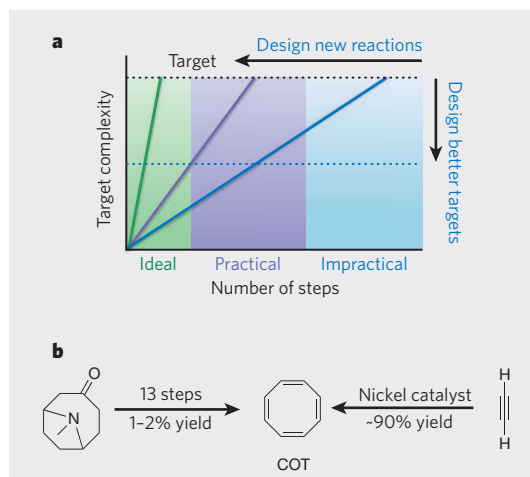 a
Design new reactions
Target
Target complexity
Design better targets
Ideal
Practical
Impractical
Number of steps
b
O
N
13 steps
1–2% yield
COT
Nickel catalyst
~90% yield
H
H